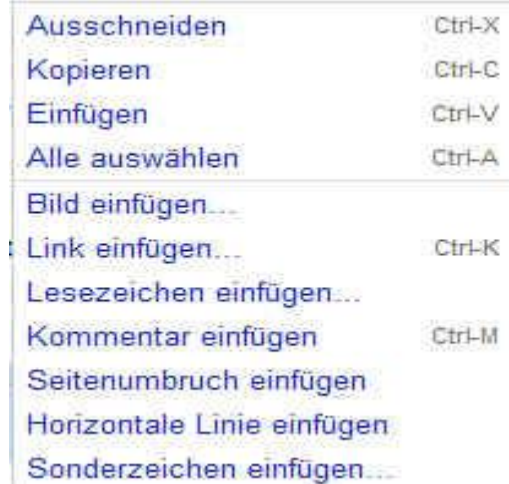 Ausschneiden Ctrl-X
Kopieren Ctrl-C
Einfügen Ctrl-V
Alle auswählen Ctrl-A
Bild einfügen...
Link einfügen... Ctrl-K
Lesezeichen einfügen...
Kommentar einfügen Ctrl-M
Seitenumbruch einfügen
Horizontale Linie einfügen
Sonderzeichen einfügen...